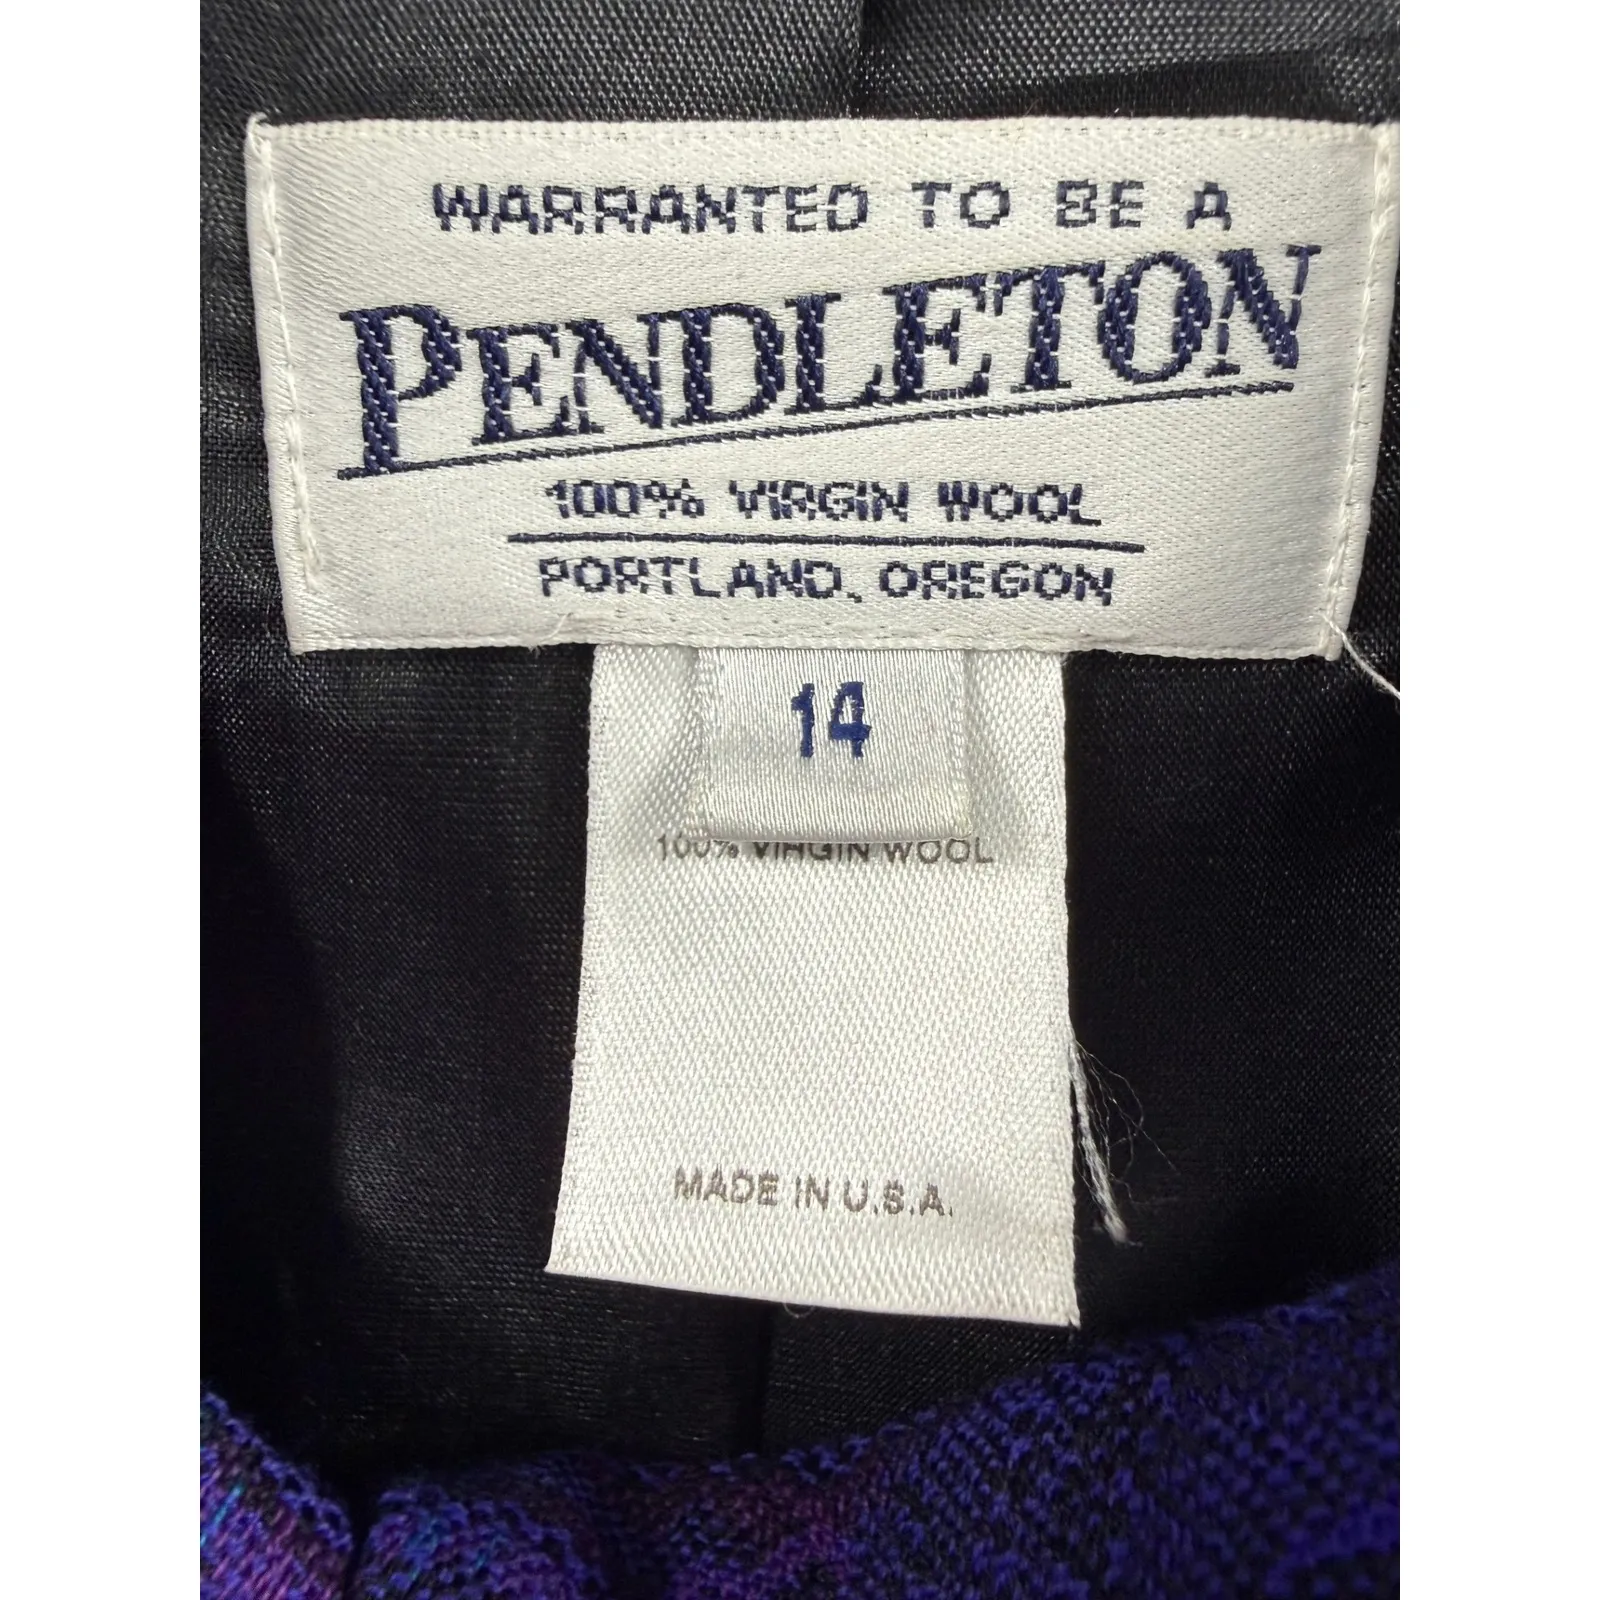 WARRANTED TO BE A
PENDLETON
100% VIRGIN WOOL
PORTLAND, OREGON
14
100% VIRGIN WOOL
MADE IN U.S.A.